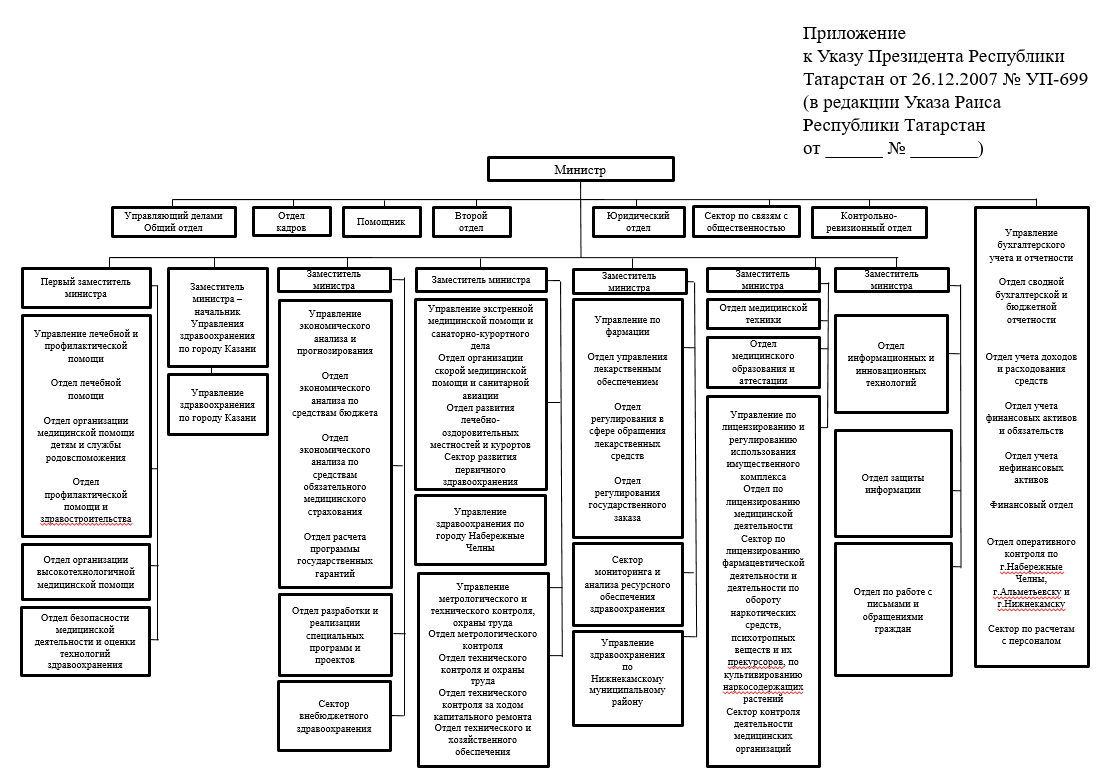 Приложение
к Указу Президента Республики
Татарстан от 26.12.2007 № УП-699
(в редакции Указа Раиса
Республики Татарстан
от ______ № _______)
Министр
Управляющий делами
Общий отдел
Отдел
кадров
Помощник
Второй
отдел
Юридический
отдел
Сектор по связям с
общественностью
Контрольно-
ревизионный отдел
Управление
бухгалтерского
учета и отчетности
Отдел сводной
бухгалтерской и
бюджетной
отчетности
Отдел учета доходов
и расходования
средств
Отдел учета
финансовых активов
и обязательств
Отдел учета
нефинансовых
активов
Финансовый отдел
Отдел оперативного
контроля по
г.Набережные
Челны,
г.Альметьевску и
г.Нижнекамску
Сектор по расчетам
с персоналом
Первый заместитель
министра
Управление лечебной и
профилактической
помощи
Отдел лечебной
помощи
Отдел организации
медицинской помощи
детям и службы
родовспоможения
Отдел
профилактической
помощи и
здравостроительства
Отдел организации
высокотехнологичной
медицинской помощи
Отдел безопасности
медицинской
деятельности и оценки
технологий
здравоохранения
Заместитель
министра –
начальник
Управления
здравоохранения
по городу Казани
Управление
здравоохранения
по городу Казани
Заместитель
министра
Управление
экономического
анализа и
прогнозирования
Отдел
экономического
анализа по
средствам бюджета
Отдел
экономического
анализа по
средствам
обязательного
медицинского
страхования
Отдел расчета
программы
государственных
гарантий
Отдел разработки и
реализации
специальных
программ и
проектов
Сектор
внебюджетного
здравоохранения
Заместитель министра
Управление экстренной
медицинской помощи и
санаторно-курортного
дела
Отдел организации
скорой медицинской
помощи и санитарной
авиации
Отдел развития
лечебно-
оздоровительных
местностей и курортов
Сектор развития
первичного
здравоохранения
Управление
здравоохранения по
городу Набережные
Челны
Управление
метрологического и
технического контроля,
охраны труда
Отдел метрологического
контроля
Отдел технического
контроля и охраны
труда
Отдел технического
контроля за ходом
капитального ремонта
Отдел технического и
хозяйственного
обеспечения
Заместитель
министра
Управление по
фармации
Отдел управления
лекарственным
обеспечением
Отдел
регулирования в
сфере обращения
лекарственных
средств
Отдел
регулирования
государственного
заказа
Сектор
мониторинга и
анализа ресурсного
обеспечения
здравоохранения
Управление
здравоохранения
по
Нижнекамскому
муниципальному
району
Заместитель
министра
Отдел медицинской
техники
Отдел
медицинского
образования и
аттестации
Управление по
лицензированию и
регулированию
использования
имущественного
комплекса
Отдел по
лицензированию
медицинской
деятельности
Сектор по
лицензированию
фармацевтической
деятельности и
деятельности по
обороту
наркотических
средств,
психотропных
веществ и их
прекурсоров, по
культивированию
наркосодержащих
растений
Сектор контроля
деятельности
медицинских
организаций
Заместитель
министра
Отдел
информационных и
инновационных
технологий
Отдел защиты
информации
Отдел по работе с
письмами и
обращениями
граждан